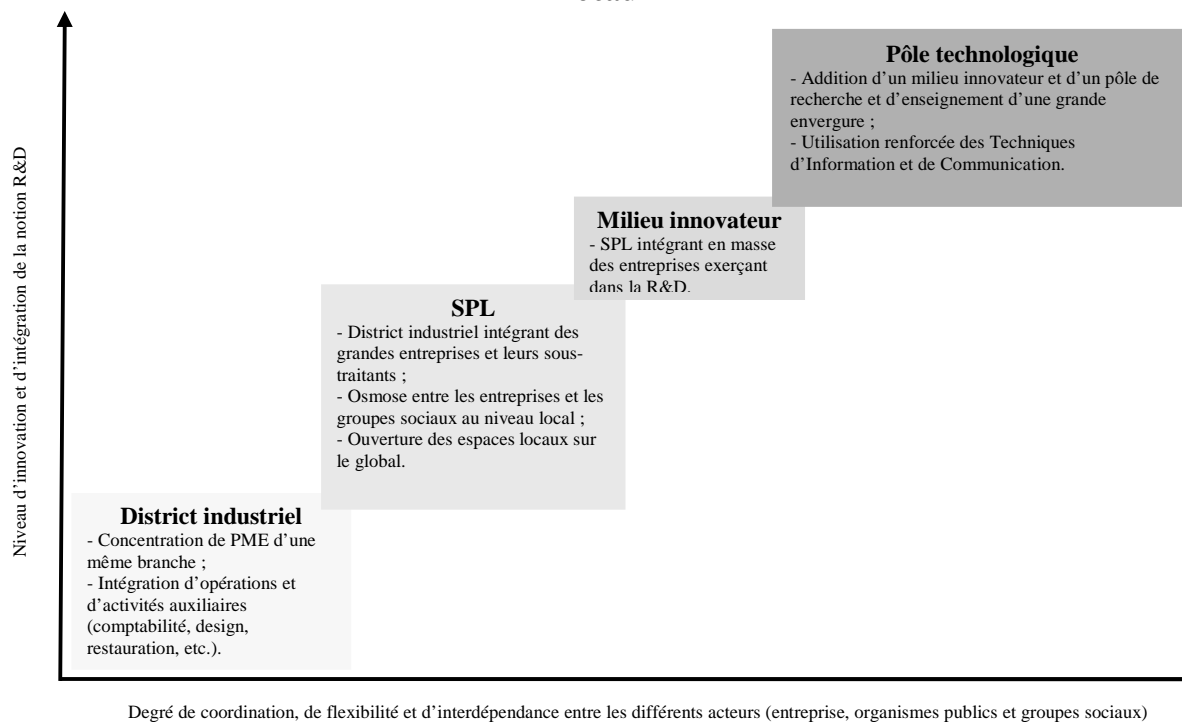 Pôle technologique
- Addition d'un milieu innovateur et d'un pôle de
recherche et d'enseignement d'une grande
envergure ;
- Utilisation renforcée des Techniques
d'Information et de Communication.
Milieu innovateur
- SPL intégrant en masse
des entreprises exerçant
dans la R&D.
SPL
- District industriel intégrant des
grandes entreprises et leurs sous-
traitants ;
- Osmose entre les entreprises et les
groupes sociaux au niveau local ;
- Ouverture des espaces locaux sur
le global.
District industriel
- Concentration de PME d'une
même branche ;
- Intégration d'opérations et
d'activités auxiliaires
(comptabilité, design,
restauration, etc.).
Niveau d'innovation et d'intégration de la notion R&D
Degré de coordination, de flexibilité et d'interdépendance entre les différents acteurs (entreprise, organismes publics et groupes sociaux)